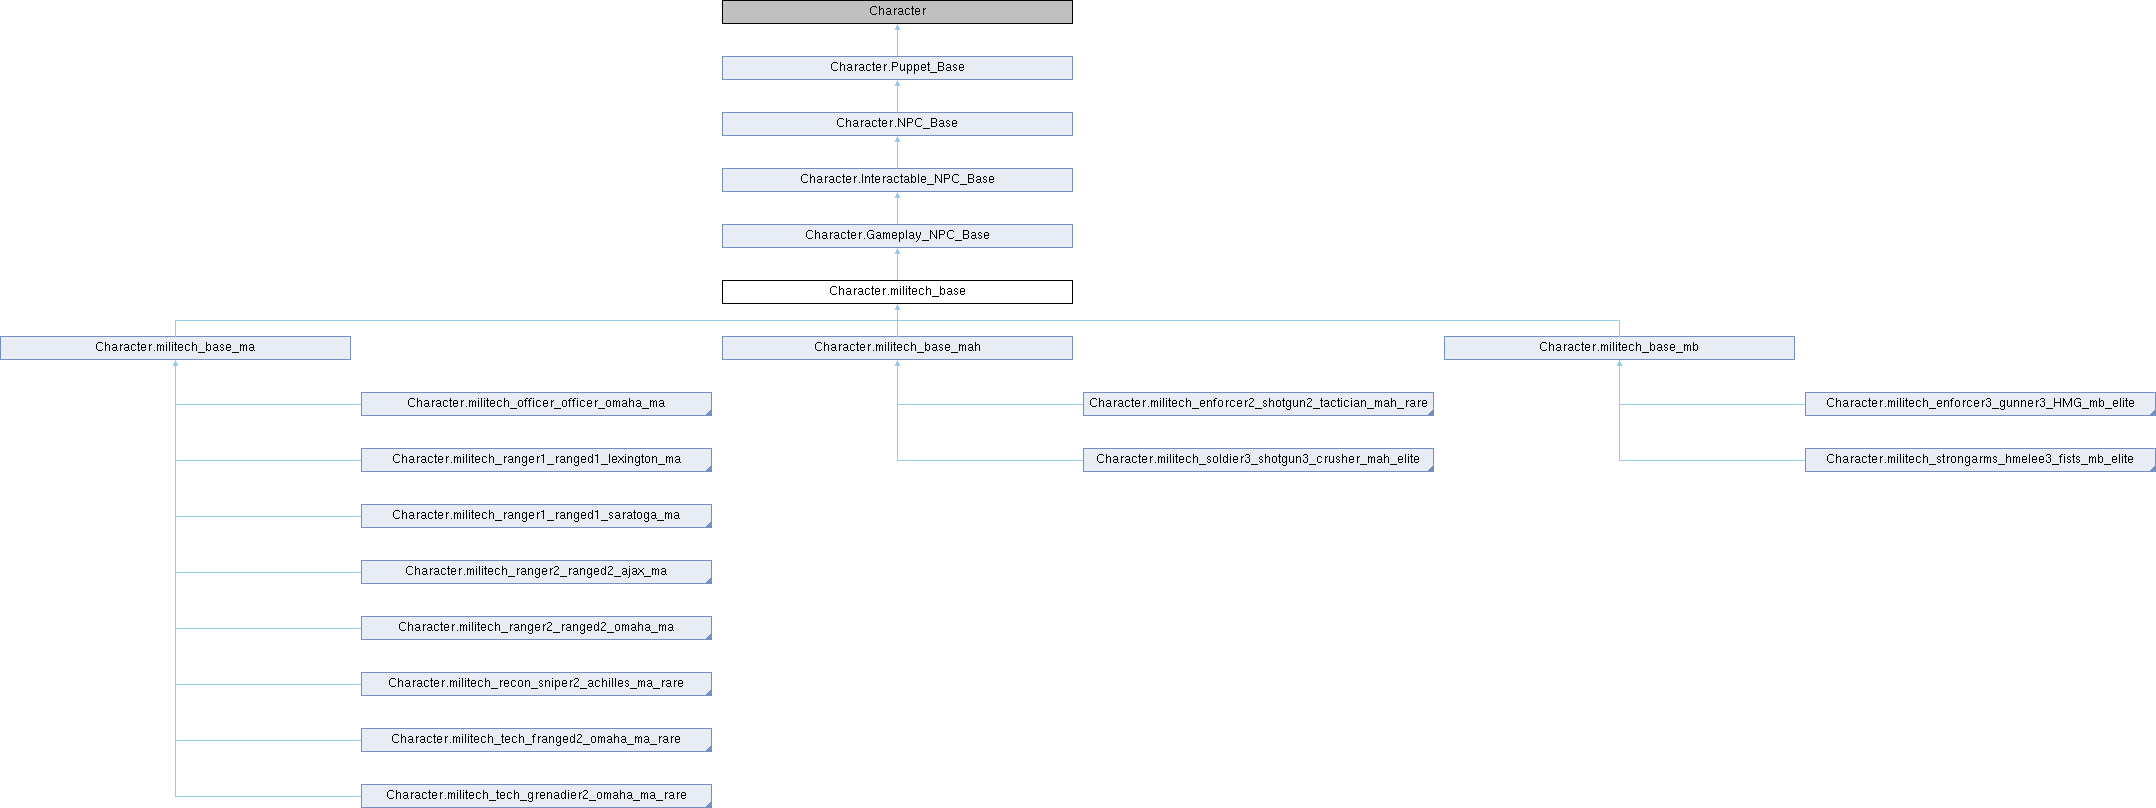 Character
Character.Puppet_Base
Character.NPC_Base
Character.Interactable_NPC_Base
Character.Gameplay_NPC_Base
Character.militech_base
Character.militech_base_ma
Character.militech_base_mah
Character.militech_base_mb
Character.militech_officer_officer_omaha_ma
Character.militech_enforcer2_shotgun2_tactician_mah_rare
Character.militech_enforcer3_gunner3_HMG_mb_elite
Character.militech_ranger1_ranged1_lexington_ma
Character.militech_soldier3_shotgun3_crusher_mah_elite
Character.militech_strongarms_hmelee3_fists_mb_elite
Character.militech_ranger1_ranged1_saratoga_ma
Character.militech_ranger2_ranged2_ajax_ma
Character.militech_ranger2_ranged2_omaha_ma
Character.militech_recon_sniper2_achilles_ma_rare
Character.militech_tech_franged2_omaha_ma_rare
Character.militech_tech_grenadier2_omaha_ma_rare